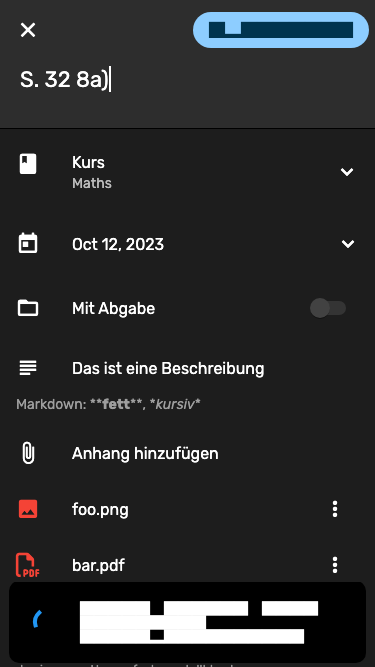 S. 32 8a)
Kurs
Maths
Oct 12, 2023
Mit Abgabe
Das ist eine Beschreibung
Markdown: **fett**, *kursiv*
Anhang hinzufügen
foo.png
PDF
bar.pdf